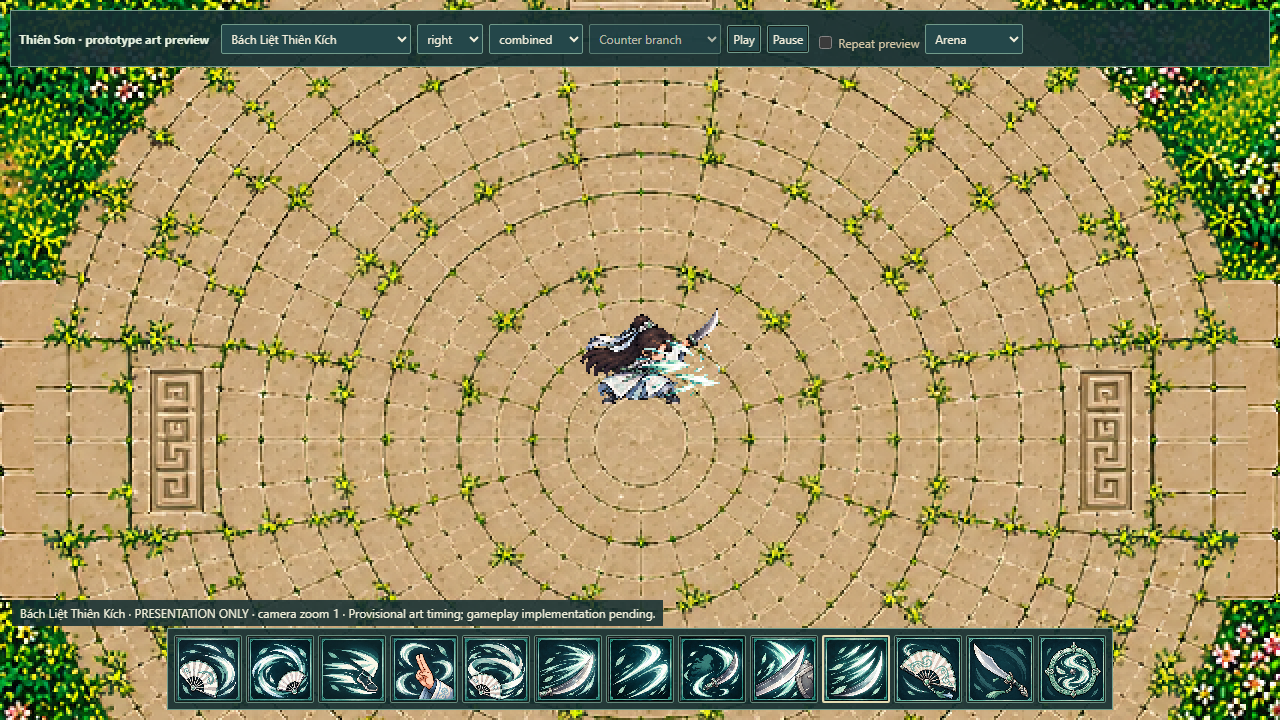 Thiên Sơn · prototype art preview
Bách Liệt Thiên Kích
right
combined
Counter branch
Play
Pause
Repeat preview
Arena
Bách Liệt Thiên Kích · PRESENTATION ONLY · camera zoom 1 · Provisional art timing; gameplay implementation pending.